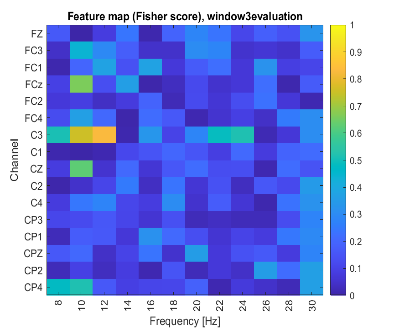 Feature map (Fisher score), window3evaluation
Channel
FZ
FC3
FC1
FCz
FC2
FC4
C3
C1
CZ
C2
C4
CP3
CP1
CPZ
CP2
CP4
8 10 12 14 16 18 20 22 24 26 28 30
Frequency [Hz]
1
0.9
0.8
0.7
0.6
0.5
0.4
0.3
0.2
0.1
0